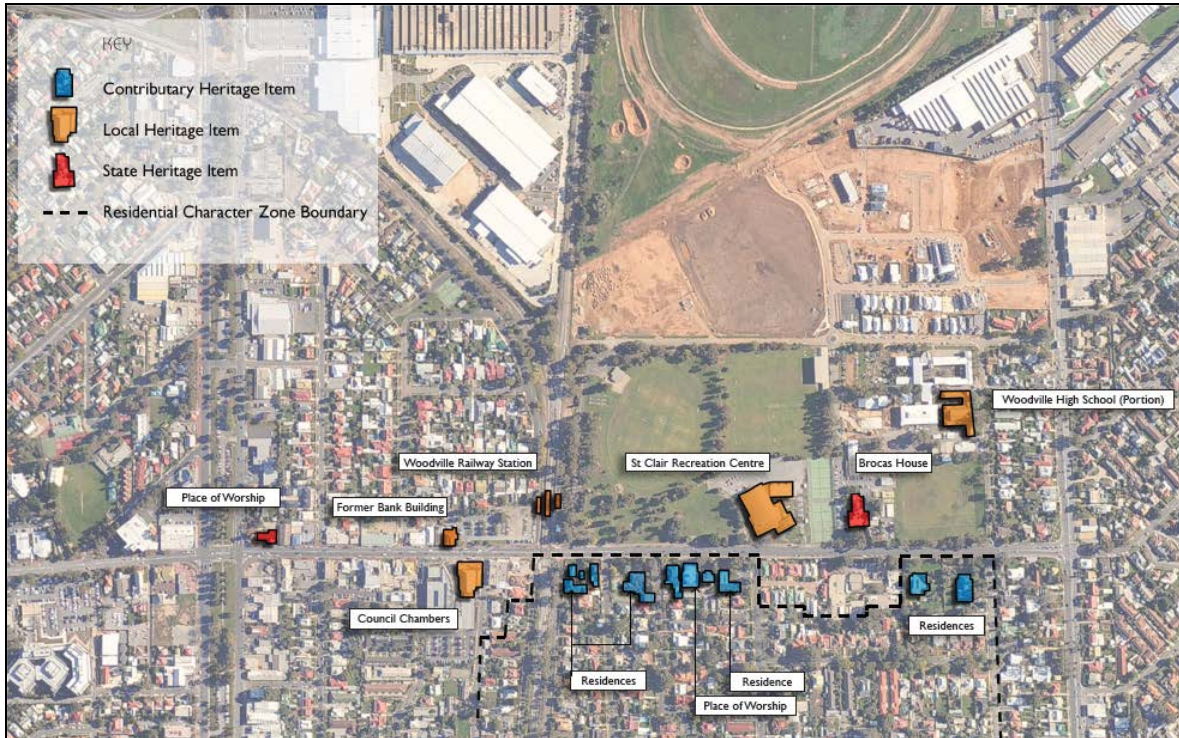 KEY
Contributary Heritage Item
Local Heritage Item
State Heritage Item
Residential Character Zone Boundary
Woodville High School (Portion)
Woodville Railway Station
St Clair Recreation Centre
Brocas House
Place of Worship
Former Bank Building
Council Chambers
Residences
Residences
Residence
Place of Worship